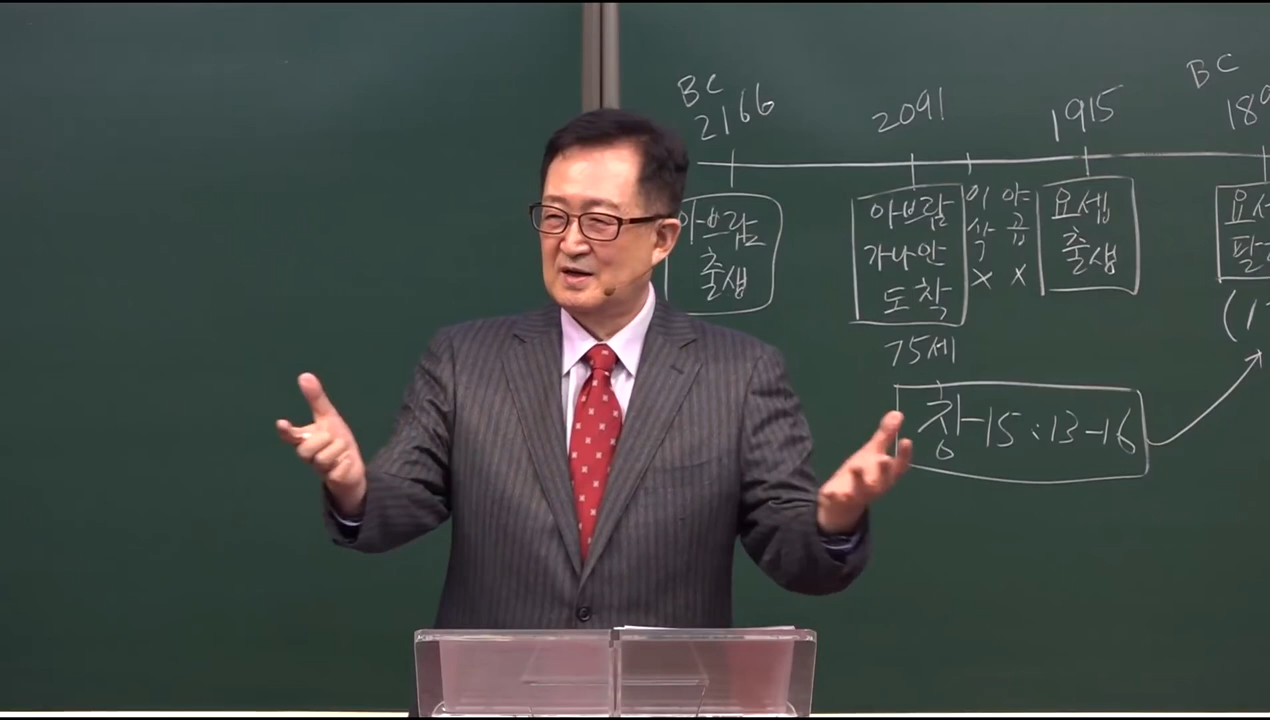 BC
2166
2091
1915
BC
아브람
출생
아브람
가나안
도착
75세
이삭 X
야곱 X
요셉
출생
창-15:13-16